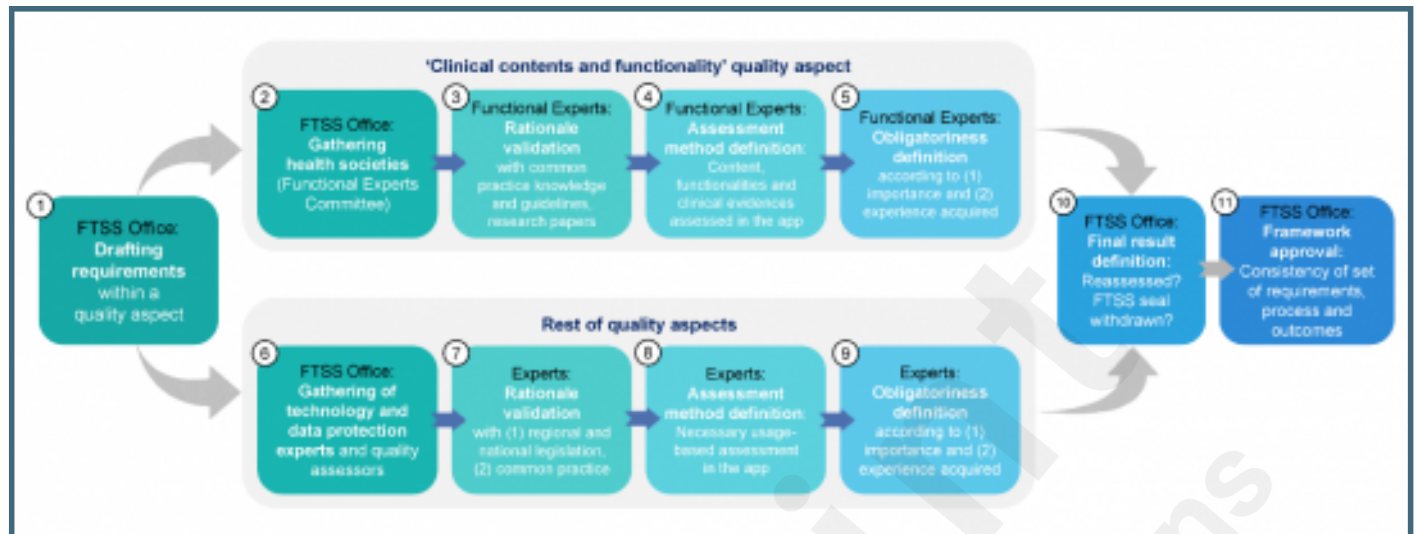 'Clinical contents and functionality' quality aspect
1
FTSS Office:
Drafting
requirements
within a
quality aspect
2
FTSS Office:
Gathering
health societies
(Functional Experts
Committee)
3
Functional Experts:
Rationale
validation
with common
practice knowledge
and guidelines,
research papers
4
Functional Experts:
Assessment
method definition:
Content,
functionalities and
clinical evidences
assessed in the app
5
Functional Experts:
Obligatoriness
definition
according to (1)
importance and (2)
experience acquired
Rest of quality aspects
6
FTSS Office:
Gathering of
technology and
data protection
experts and quality
assessors
7
Experts:
Rationale
validation
with (1) regional and
national legislation,
(2) common practice
8
Experts:
Assessment
method definition:
Necessary usage-
based assessment
in the app
9
Experts:
Obligatoriness
definition
according to (1)
importance and (2)
experience acquired
10
FTSS Office:
Final result
definition:
Reassessed?
FTSS seal
withdrawn?
11
FTSS Office:
Framework
approval:
Consistency of set
of requirements,
process and
outcomes